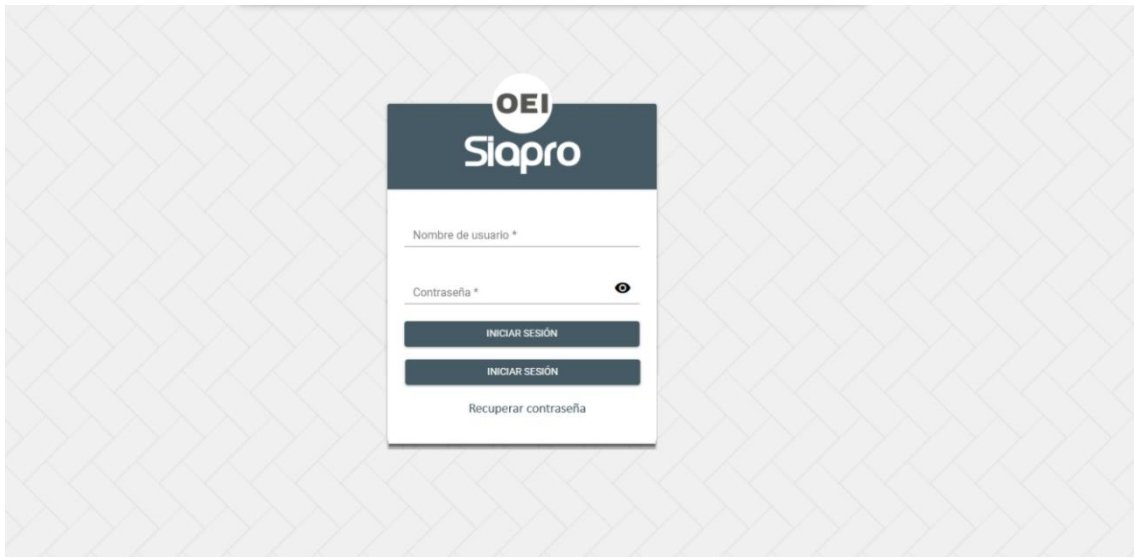 OEI
Siapro
Nombre de usuario *
Contraseña *
INICIAR SESIÓN
INICIAR SESIÓN
Recuperar contraseña